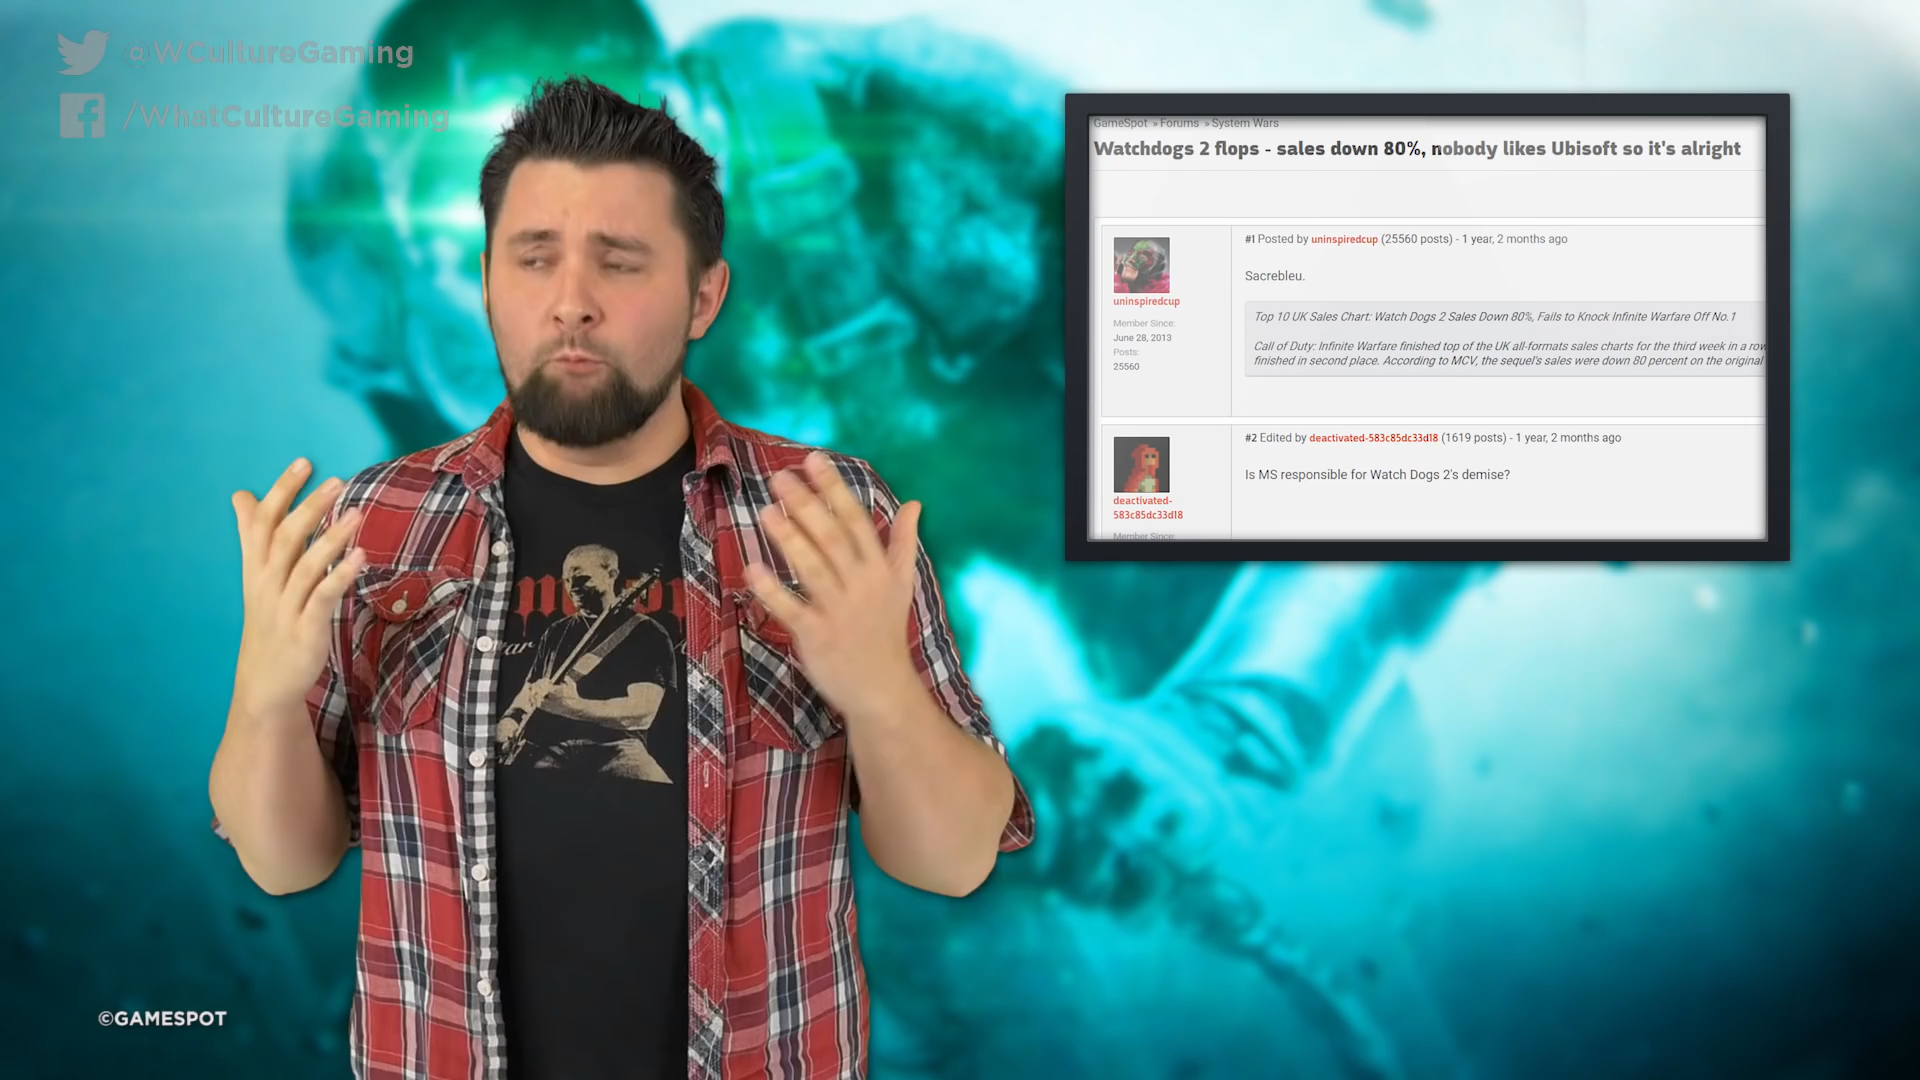 @WCultureGaming
/WhatCultureGaming
GameSpot » Forums » System Wars
Watchdogs 2 flops - sales down 80%, nobody likes Ubisoft so it's alright
uninspiredcup
Member Since:
June 28, 2013
Posts:
25560
#1 Posted by uninspiredcup (25560 posts) - 1 year, 2 months ago
Sacrebleu.
Top 10 UK Sales Chart: Watch Dogs 2 Sales Down 80%, Fails to Knock Infinite Warfare Off No.1
Call of Duty: Infinite Warfare finished top of the UK all-formats sales charts for the third week in a row
finished in second place. According to MCV, the sequel's sales were down 80 percent on the original
deactivated-
583c85dc33d18
Member Since:
#2 Edited by deactivated-583c85dc33d18 (1619 posts) - 1 year, 2 months ago
Is MS responsible for Watch Dogs 2's demise?
©GAMESPOT